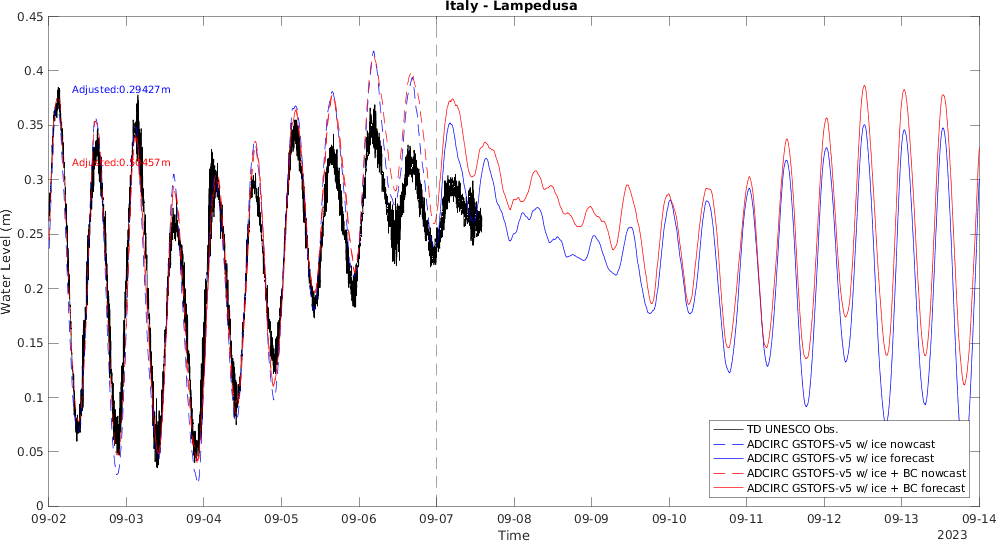 Italy - Lampedusa
0.45
0.4
0.35
0.3
0.25
0.2
0.15
0.1
0.05
0
Water Level (m)
Adjusted:0.29427m
TD UNESCO Obs.
ADCIRC GSTOFS-v5 w/ ice nowcast
ADCIRC GSTOFS-v5 w/ ice forecast
ADCIRC GSTOFS-v5 w/ ice + BC nowcast
ADCIRC GSTOFS-v5 w/ ice + BC forecast
09-02 09-03 09-04 09-05 09-06 09-07 09-08 09-09 09-10 09-11 09-12 09-13 09-14
Time
2023